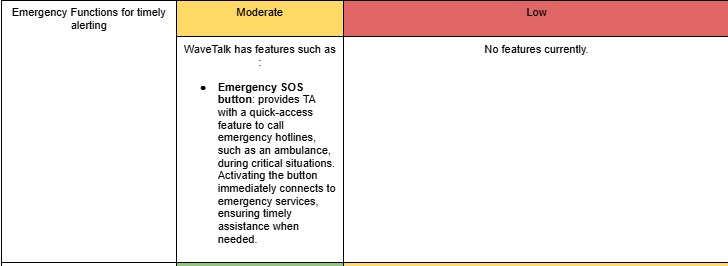 Emergency Functions for timely
alerting
Moderate
Low
WaveTalk has features such as
:
● Emergency SOS
button: provides TA
with a quick-access
feature to call
emergency hotlines,
such as an ambulance,
during critical situations.
Activating the button
immediately connects to
emergency services,
ensuring timely
assistance when
needed.
No features currently.